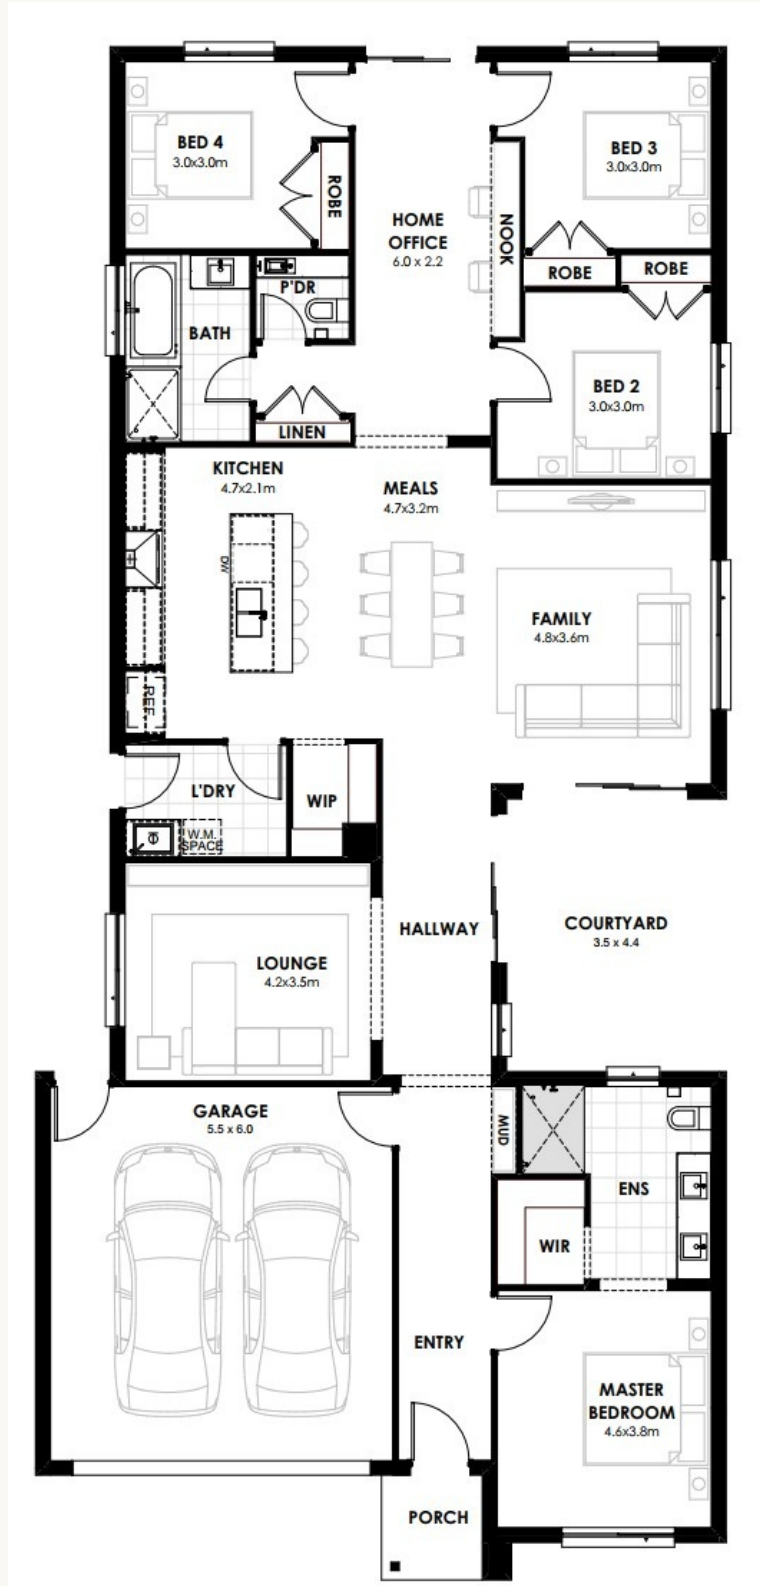 BED 4
3.0x3.0m
ROBE
HOME
OFFICE
6.0 x 2.2
NOOK
BED 3
3.0x3.0m
ROBE
ROBE
P'DR
BATH
LINEN
BED 2
3.0x3.0m
KITCHEN
4.7x2.1m
MEALS
4.7x3.2m
DW
FAMILY
4.8x3.6m
REF
L'DRY
W.M.
SPACE
WIP
HALLWAY
COURTYARD
3.5 x 4.4
LOUNGE
4.2x3.5m
GARAGE
5.5 x 6.0
MUD
ENS
WIR
ENTRY
MASTER
BEDROOM
4.6x3.8m
PORCH